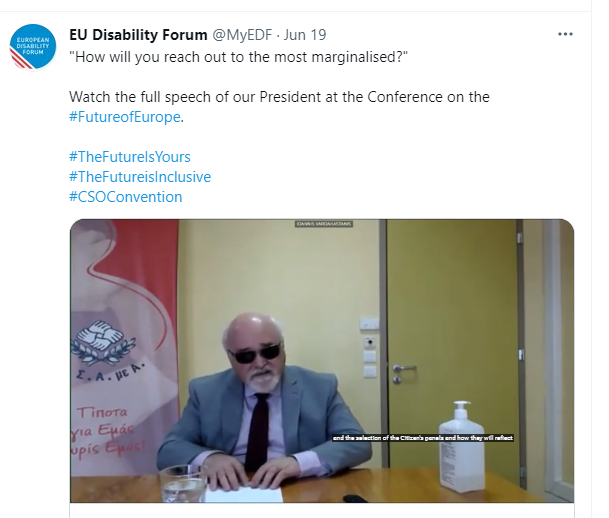 EUROPEAN
DISABILITY
FORUM
EU Disability Forum @MyEDF · Jun 19
"How will you reach out to the most marginalised?"
Watch the full speech of our President at the Conference on the
#FutureofEurope.
#TheFutureIsYours
#TheFutureisInclusive
#CSOConvention
IOANNIS VARDAKASTANIS
Σ. Α. με Α.
Τίποτα
για Εμάς
ωρίς Εμάς!
and the selection of the Citizen's panels and how they will reflect